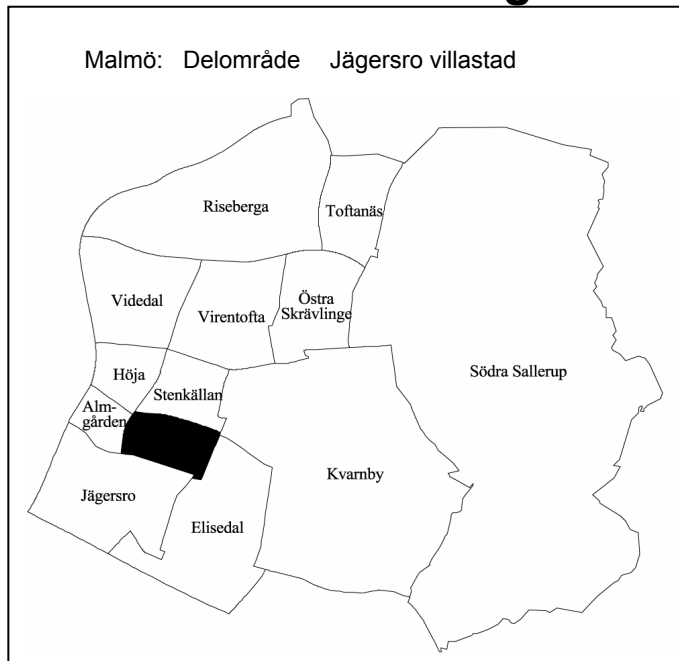 Malmö: Delområde Jägersro villastad
Riseberga
Toftanäs
Videdal
Virentofta
Östra
Skrävlinge
Södra Sallerup
Höja
Stenkällan
Alm-
gården
Kvarnby
Jägersro
Elisedal